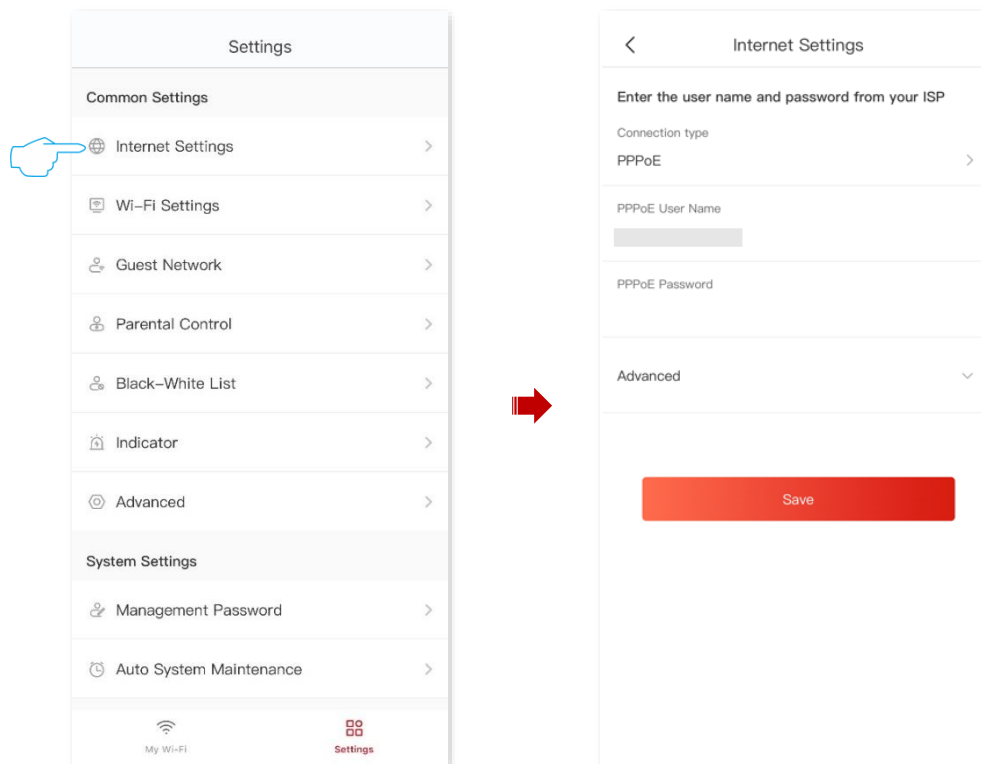 Settings
Common Settings
Internet Settings
Wi-Fi Settings
Guest Network
Parental Control
Black-White List
Indicator
Advanced
System Settings
Management Password
Auto System Maintenance
My Wi-Fi
Settings
Internet Settings
Enter the user name and password from your ISP
Connection type
PPPoE
PPPoE User Name
PPPoE Password
Advanced
Save